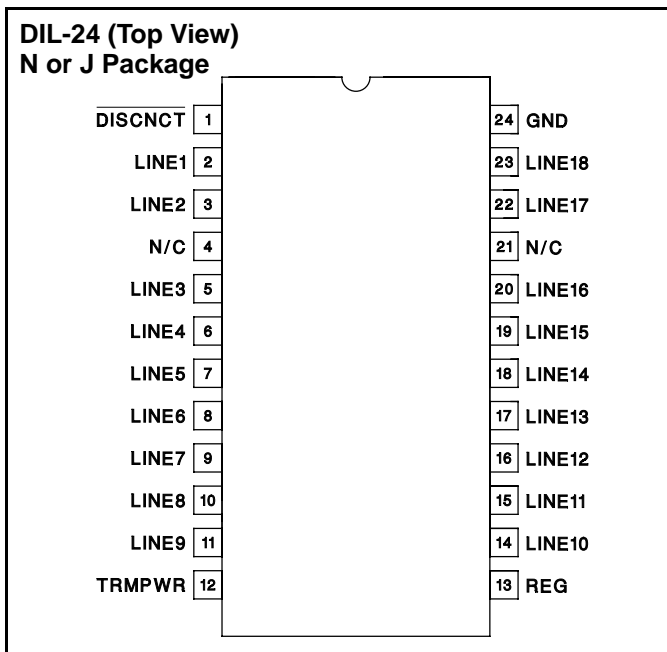 DIL-24 (Top View)
N or J Package
DISCNCT 1 24 GND
LINE1 2 23 LINE18
LINE2 3 22 LINE17
N/C 4 21 N/C
LINE3 5 20 LINE16
LINE4 6 19 LINE15
LINE5 7 18 LINE14
LINE6 8 17 LINE13
LINE7 9 16 LINE12
LINE8 10 15 LINE11
LINE9 11 14 LINE10
TRMPWR 12 13 REG